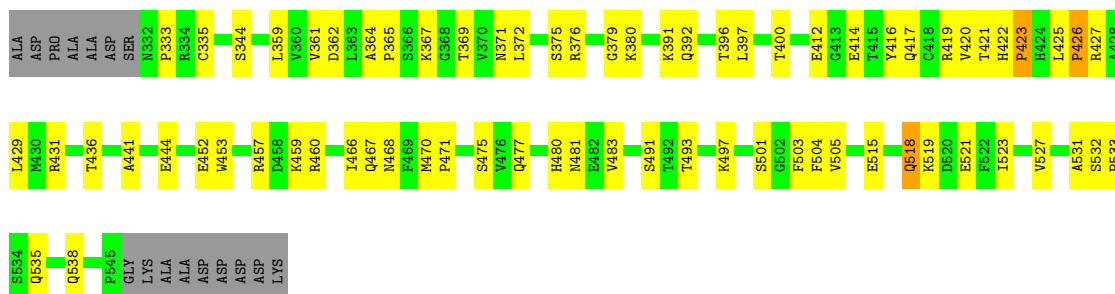 ALA ASP PRO ALA ALA ASP SER N332 P333 R334 C335 S344 L359 V360 V361 D362 L363 A364 P365 S366 K367 G368 T369 V370 N371 L372 S375 R376 G379 K380 K391 Q392 T396 L397 T400 E412 G413 E414 T415 Y416 Q417 C418 R419 V420 T421 H422 P423 H424 L425 P426 R427 A428
L429 M430 R431 T436 A441 E444 E452 W453 R457 D458 K459 R460 I466 Q467 N468 F469 M470 P471 S475 V476 Q477 H480 N481 E482 V483 S491 T492 T493 K497 S501 G502 F503 F504 V505 E515 Q518 K519 D520 E521 F522 I523 V527 A531 S532
S534 Q535 Q538 P545 GLY LYS ALA ALA ASP ASP ASP ASP LYS